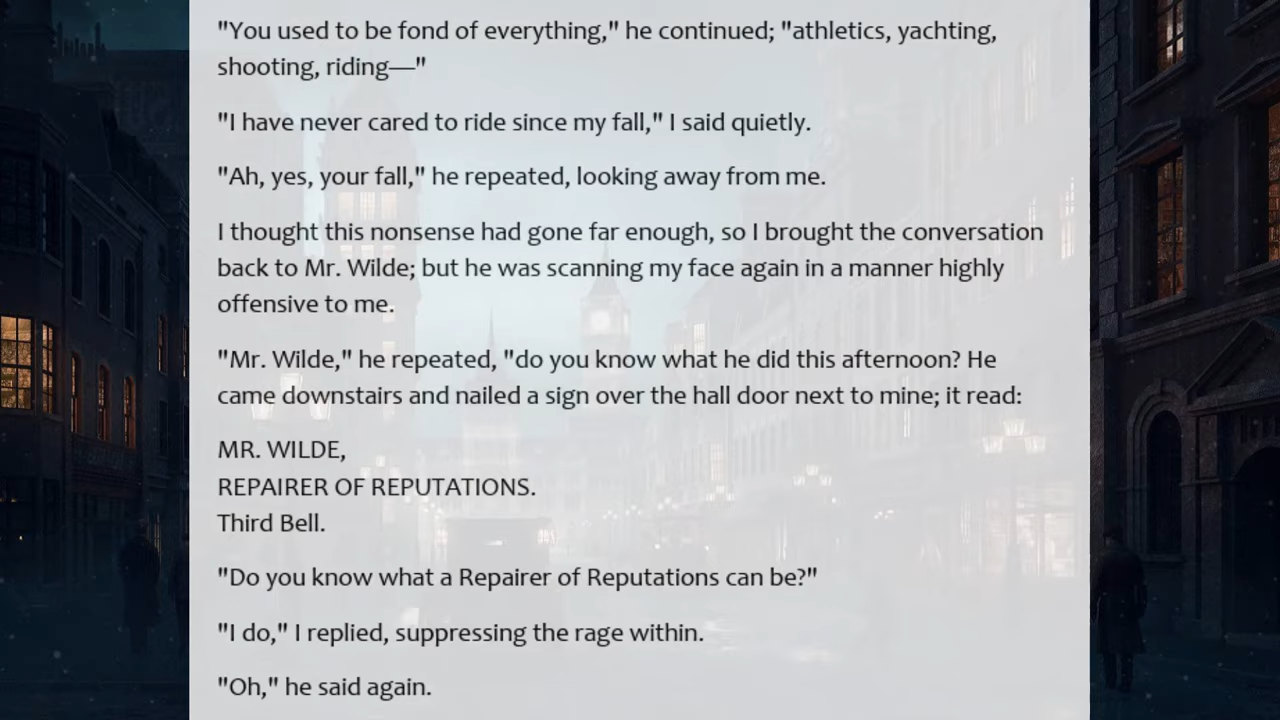 "You used to be fond of everything," he continued; "athletics, yachting,
shooting, riding—"
"I have never cared to ride since my fall," I said quietly.
"Ah, yes, your fall," he repeated, looking away from me.
I thought this nonsense had gone far enough, so I brought the conversation
back to Mr. Wilde; but he was scanning my face again in a manner highly
offensive to me.
"Mr. Wilde," he repeated, "do you know what he did this afternoon? He
came downstairs and nailed a sign over the hall door next to mine; it read:
MR. WILDE,
REPAIRER OF REPUTATIONS.
Third Bell.
"Do you know what a Repairer of Reputations can be?"
"I do," I replied, suppressing the rage within.
"Oh," he said again.